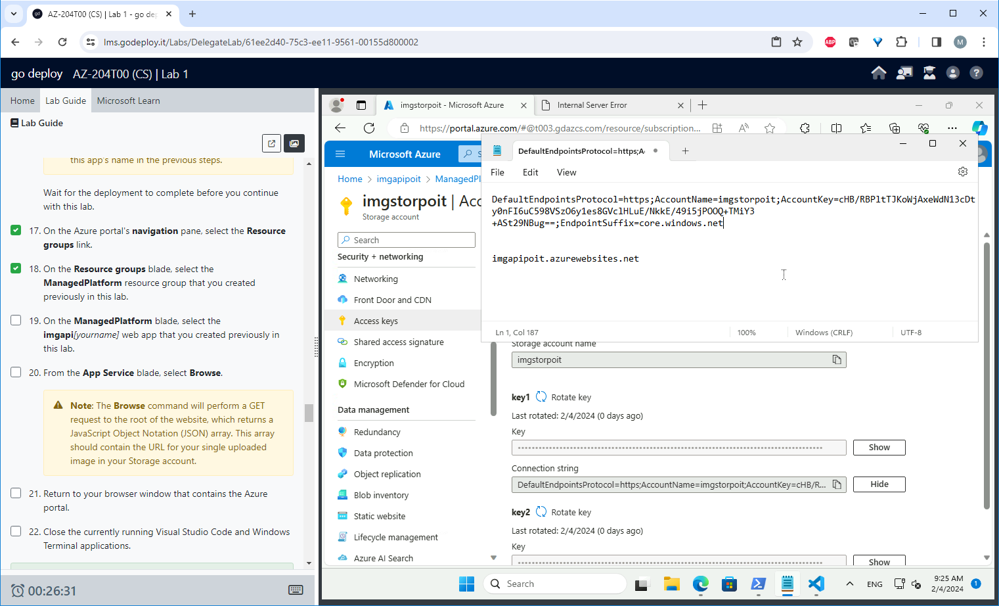 AZ-204T00 (CS) | Lab 1 - go de
lms.godeploy.it/Labs/DelegateLab/61ee2d40-75c3-ee11-9561-00155d800002
ABP
M
go deploy AZ-204T00 (CS) | Lab 1
Home
Lab Guide
Microsoft Learn
Lab Guide
this app's name in the previous steps.
Wait for the deployment to complete before you continue
with this lab.
17. On the Azure portal's navigation pane, select the Resource
groups link.
18. On the Resource groups blade, select the
ManagedPlatform resource group that you created
previously in this lab.
19. On the ManagedPlatform blade, select the
imgapi[yourname] web app that you created previously in
this lab.
20. From the App Service blade, select Browse.
Note: The Browse command will perform a GET
request to the root of the website, which returns a
JavaScript Object Notation (JSON) array. This array
should contain the URL for your single uploaded
image in your Storage account.
21. Return to your browser window that contains the Azure
portal.
22. Close the currently running Visual Studio Code and Windows
Terminal applications.
00:26:31
imgstorpoit - Microsoft Azure
Internal Server Error
https://portal.azure.com/#@t003.gdazcs.com/resource/subscription...
Microsoft Azure
S
Home > imgapipoit > ManagedPl
imgstorpoit | Acc
Storage account
Search
Security + networking
Networking
Front Door and CDN
Access keys
Shared access signature
Encryption
Microsoft Defender for Cloud
Data management
Redundancy
Data protection
Object replication
Blob inventory
Static website
Lifecycle management
Azure AI Search
DefaultEndpointsProtocol=https;A
File
Edit
View
DefaultEndpointsProtocol=https;AccountName=imgstorpoit;AccountKey=cHB/RBPltTJKoWjAxeWdN13cDt
y0nFI6uC598VSzO6y1es8GVclHLuE/NkkE/49i5jPOOQ+TMiY3
+ASt29NBug==;EndpointSuffix=core.windows.net
imgapipoit.azurewebsites.net
Ln 1, Col 187
100%
Windows (CRLF)
UTF-8
Storage account name
imgstorpoit
key1
Rotate key
Last rotated: 2/4/2024 (0 days ago)
Key
Show
Connection string
DefaultEndpointsProtocol=https;AccountName=imgstorpoit;AccountKey=cHB/R...
Hide
key2
Rotate key
Last rotated: 2/4/2024 (0 days ago)
Key
Show
Search
ENG
9:25 AM
2/4/2024
1